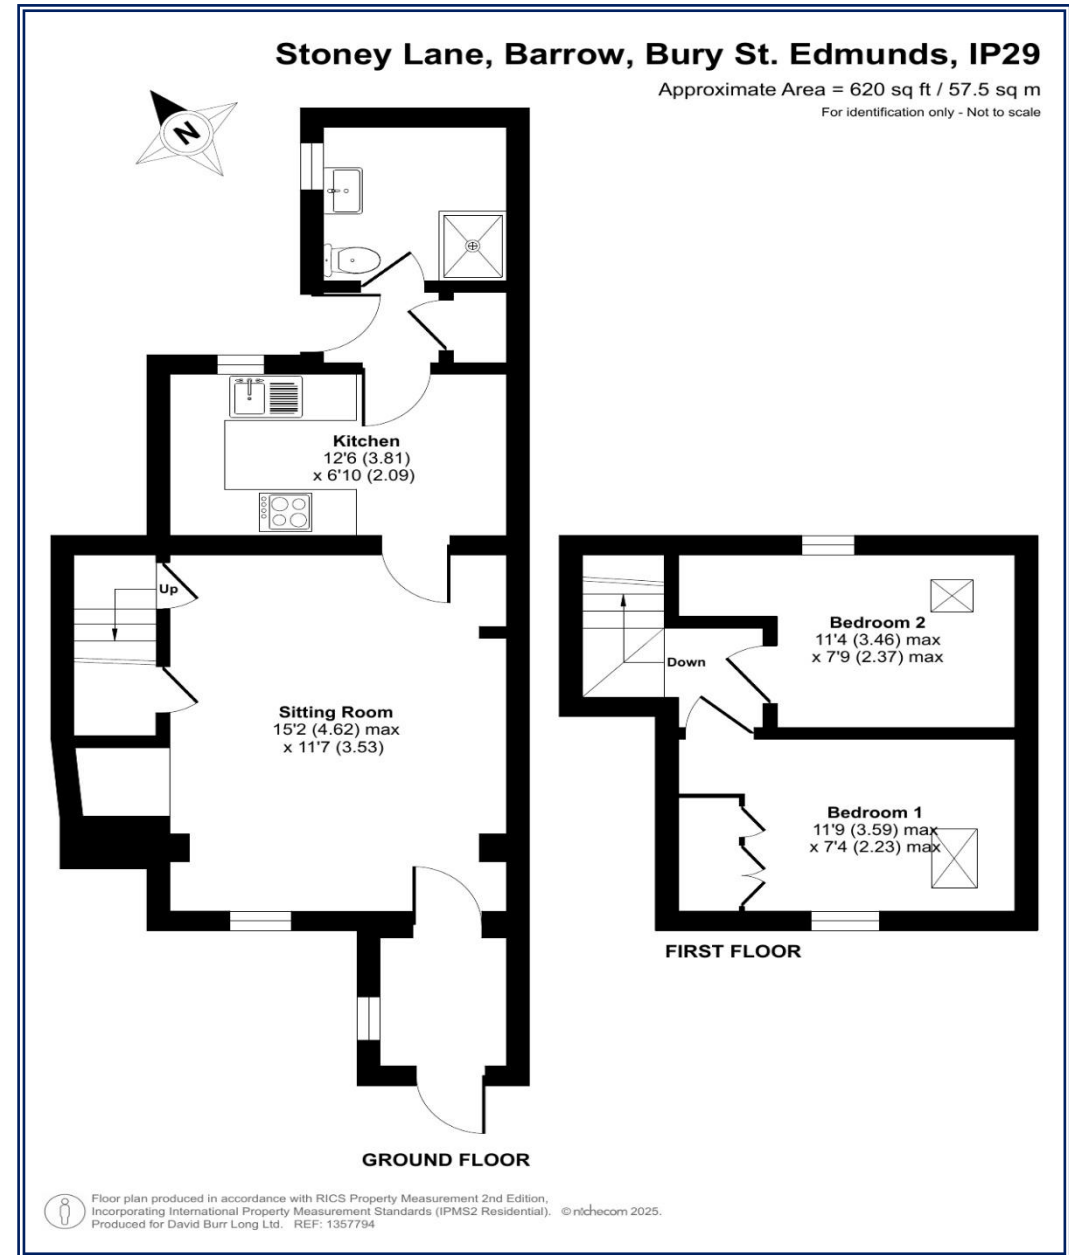 Stoney Lane, Barrow, Bury St. Edmunds, IP29
Approximate Area = 620 sq ft / 57.5 sq m
For identification only - Not to scale
N
Kitchen
12'6 (3.81)
x 6'10 (2.09)
Up
Sitting Room
15'2 (4.62) max
x 11'7 (3.53)
Bedroom 2
11'4 (3.46) max
x 7'9 (2.37) max
Down
Bedroom 1
11'9 (3.59) max
x 7'4 (2.23) max
FIRST FLOOR
GROUND FLOOR
Floor plan produced in accordance with RICS Property Measurement 2nd Edition,
Incorporating International Property Measurement Standards (IPMS2 Residential). © nichecom 2025.
Produced for David Burr Long Ltd. REF: 1357794